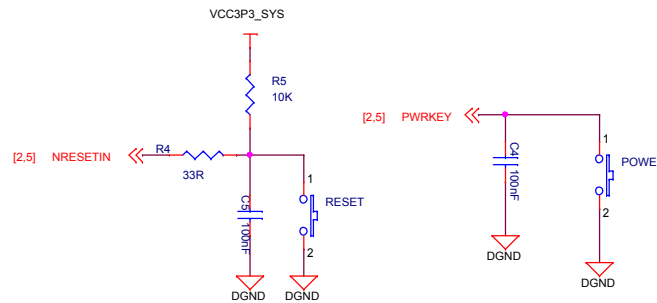 VCC3P3_SYS
R5
10K
[2,5] PWRKEY
[2,5] NRESETIN
R4
33R
1
C4
100nF
POWE
2
1
C5
100nF
RESET
2
DGND
DGND
DGND
DGND